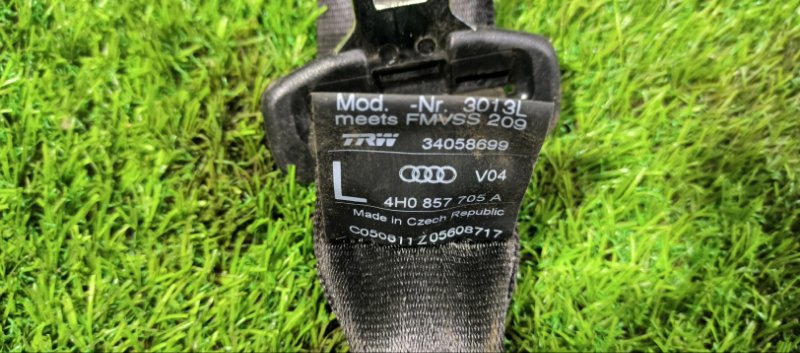 Mod. -Nr. 3013L
meets FMVSS 209
TRW 34058699
L V04
4H0 857 705 A
Made in Czech Republic
C050811Z05608717